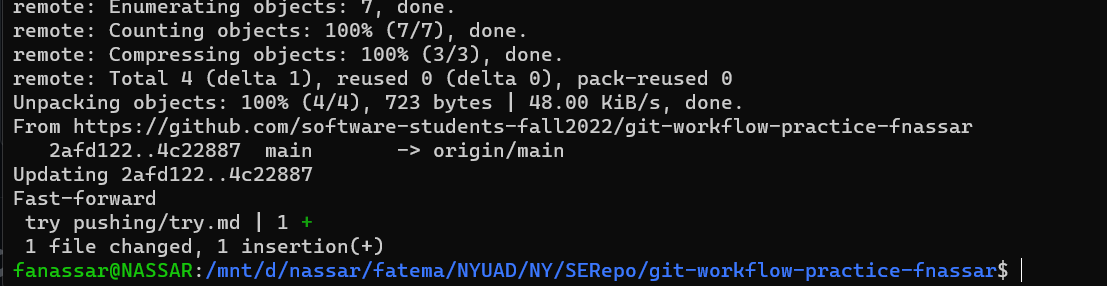 remote: Enumerating objects: 7, done.
remote: Counting objects: 100% (7/7), done.
remote: Compressing objects: 100% (3/3), done.
remote: Total 4 (delta 1), reused 0 (delta 0), pack-reused 0
Unpacking objects: 100% (4/4), 723 bytes | 48.00 KiB/s, done.
From https://github.com/software-students-fall2022/git-workflow-practice-fnassar
   2afd122..4c22887  main       -> origin/main
Updating 2afd122..4c22887
Fast-forward
 try pushing/try.md | 1 +
 1 file changed, 1 insertion(+)
fanassar@NASSAR:/mnt/d/nassar/fatema/NYUAD/NY/SERepo/git-workflow-practice-fnassar$